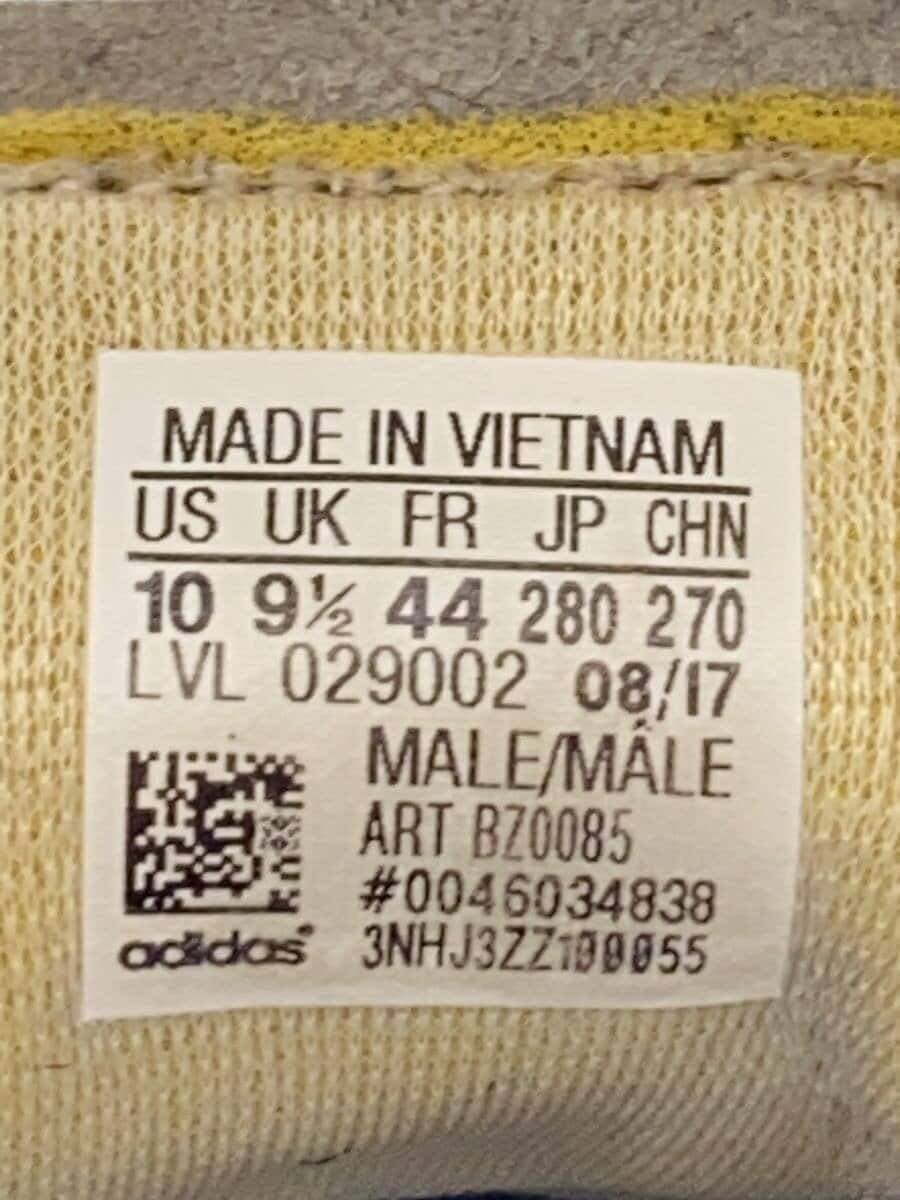 MADE IN VIETNAM
US UK FR JP CHN
10 9½ 44 280 270
LVL 029002 08/17
MALE/MÂLE
ART BZ0085
#0046034838
adidas